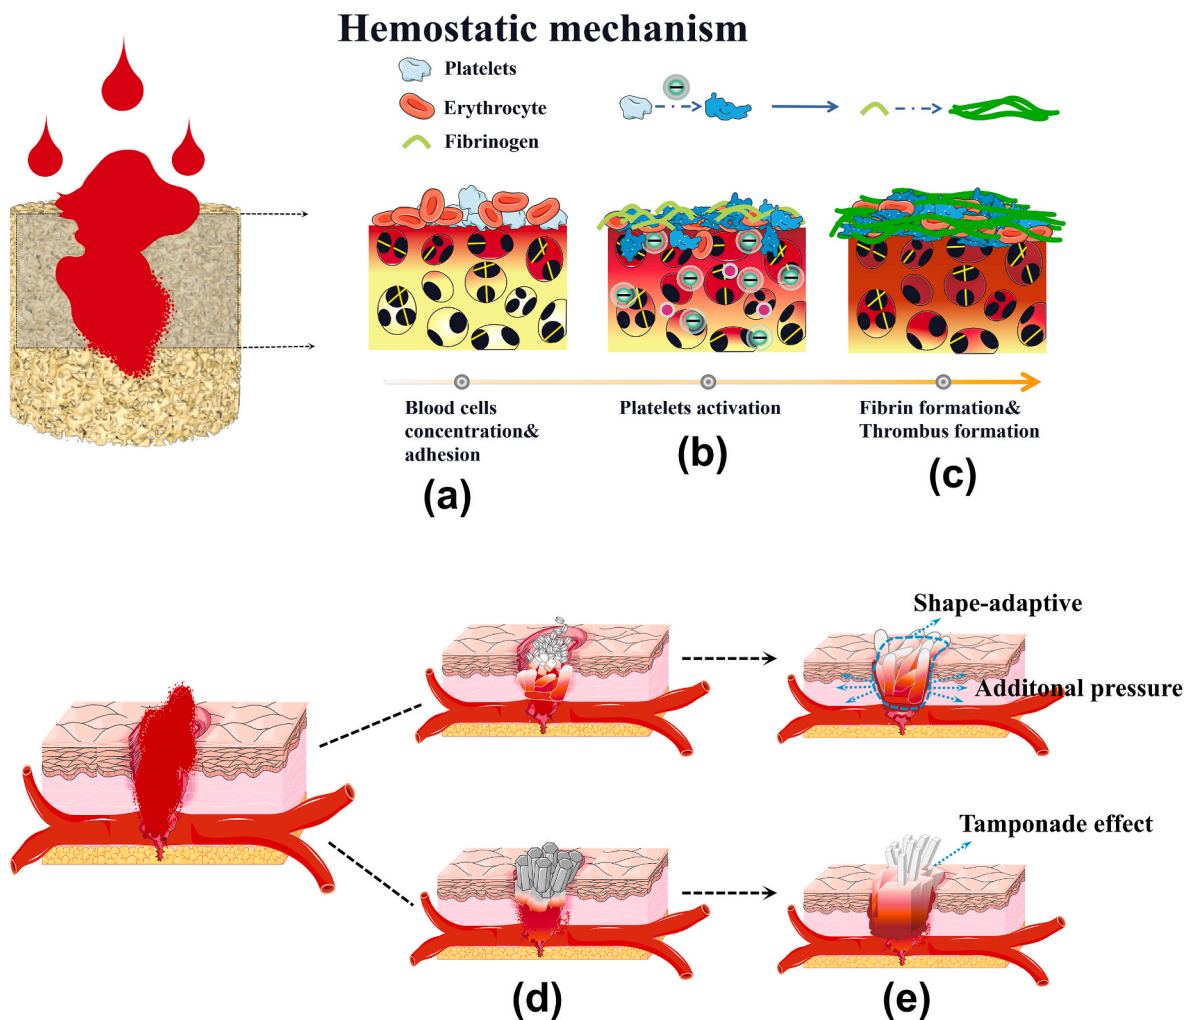 Hemostatic mechanism
Platelets
Erythrocyte
Fibrinogen
Blood cells
concentration&
adhesion
(a)
Platelets activation
(b)
Fibrin formation&
Thrombus formation
(c)
Shape-adaptive
Additonal pressure
Tamponade effect
(d)
(e)